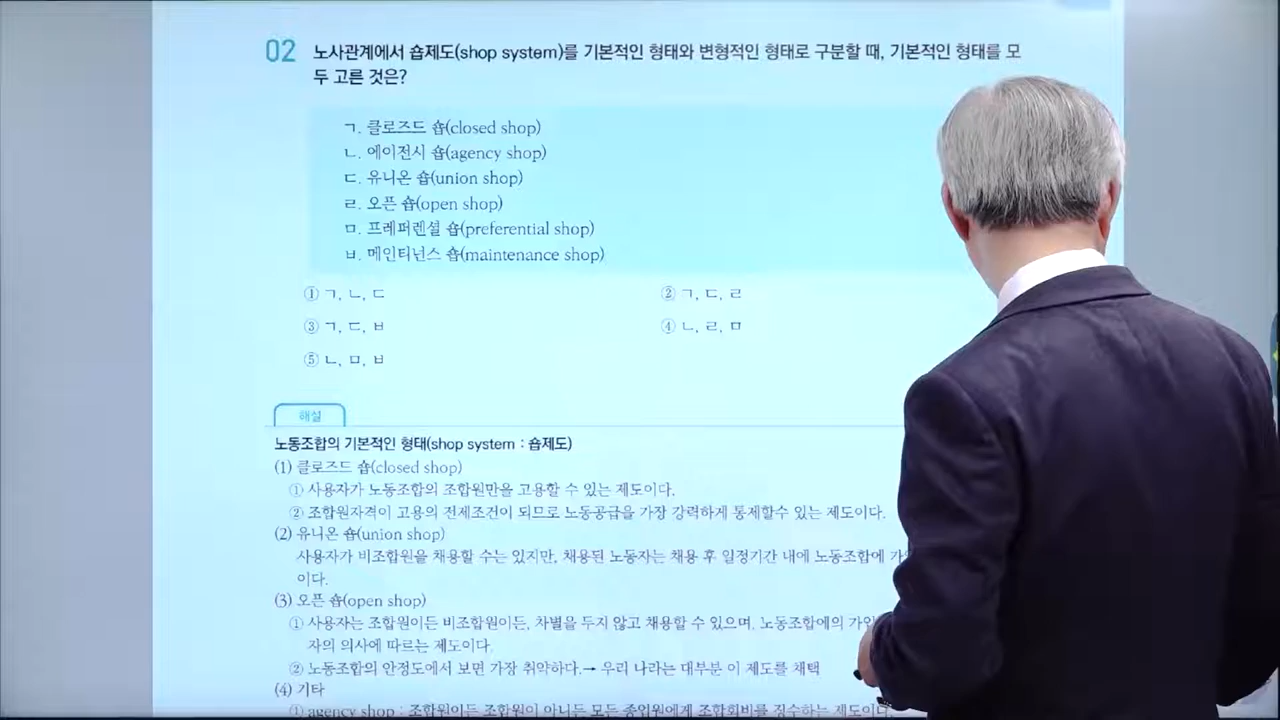 02 노사관계에서 숍제도(shop system)를 기본적인 형태와 변형적인 형태로 구분할 때, 기본적인 형태를 모
두 고른 것은?
ㄱ. 클로즈드 숍(closed shop)
ㄴ. 에이전시 숍(agency shop)
ㄷ. 유니온 숍(union shop)
ㄹ. 오픈 숍(open shop)
ㅁ. 프레퍼렌셜 숍(preferential shop)
ㅂ. 메인티넌스 숍(maintenance shop)
① ㄱ, ㄴ, ㄷ
② ㄱ, ㄷ, ㄹ
③ ㄱ, ㄷ, ㅂ
④ ㄴ, ㄹ, ㅁ
⑤ ㄴ, ㅁ, ㅂ
해설
노동조합의 기본적인 형태(shop system : 숍제도)
(1) 클로즈드 숍(closed shop)
① 사용자가 노동조합의 조합원만을 고용할 수 있는 제도이다.
② 조합원자격이 고용의 전제조건이 되므로 노동공급을 가장 강력하게 통제할수 있는 제도이다.
(2) 유니온 숍(union shop)
사용자가 비조합원을 채용할 수는 있지만, 채용된 노동자는 채용 후 일정기간 내에 노동조합에
이다.
(3) 오픈 숍(open shop)
① 사용자는 조합원이든 비조합원이든, 차별을 두지 않고 채용할 수 있으며, 노동조합에의
자의 의사에 따르는 제도이다.
② 노동조합의 안정도에서 보면 가장 취약하다.→ 우리 나라는 대부분 이 제도를 채택
(4) 기타
① agency shop : 조합원이든 조합원이 아니든 모든 종업원에게 조합회비를 징수하는 제도이다.